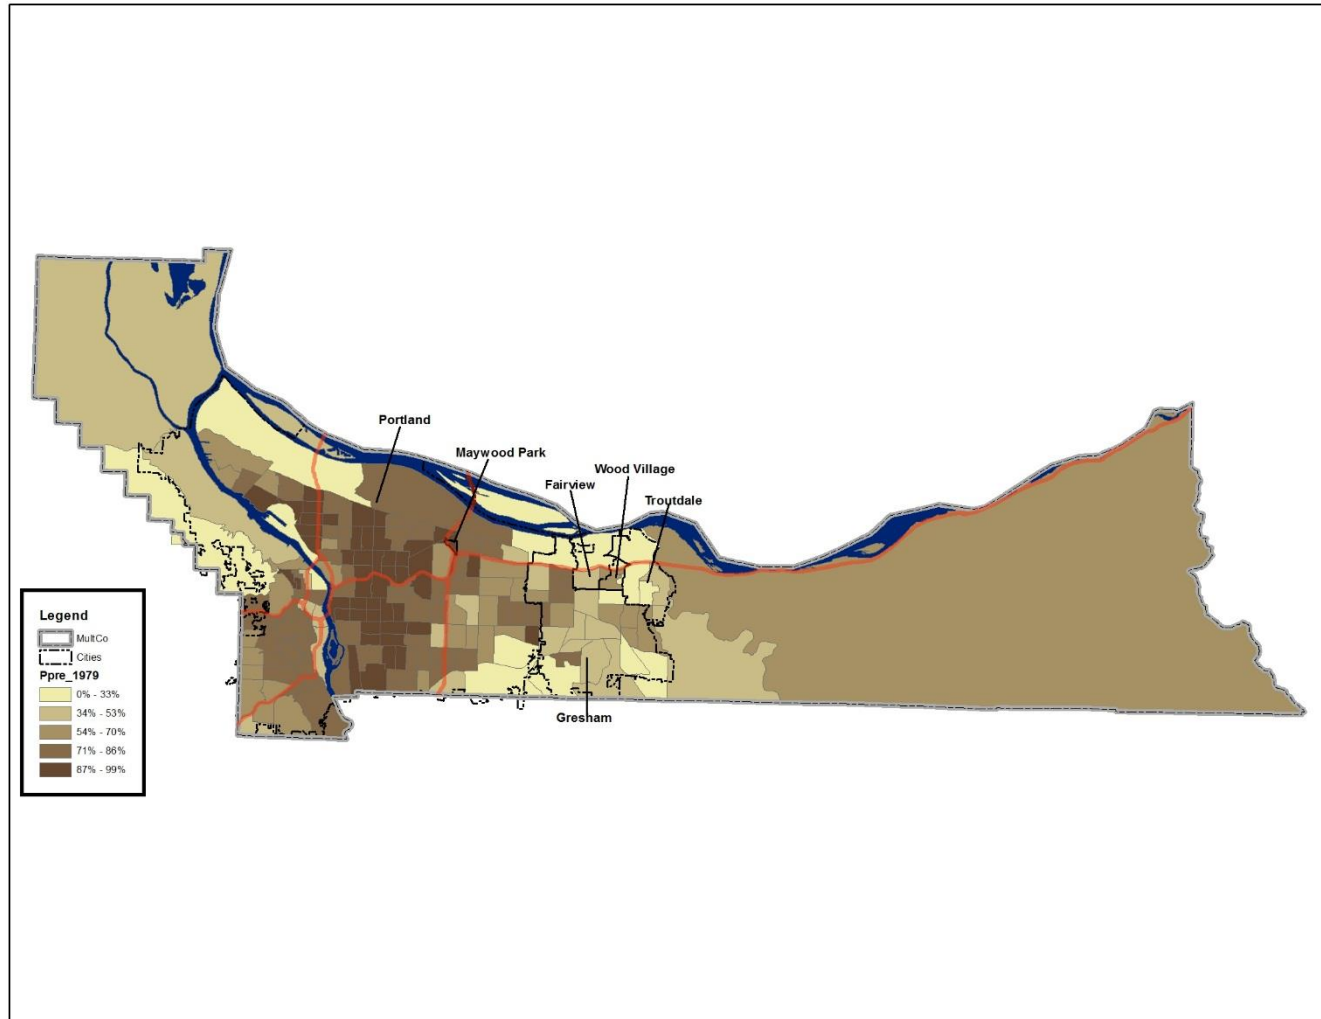 Portland
Maywood Park
Wood Village
Fairview
Troutdale
Gresham
Legend
MultCo
Cities
Ppre_1979
0% - 33%
34% - 53%
54% - 70%
71% - 86%
87% - 99%